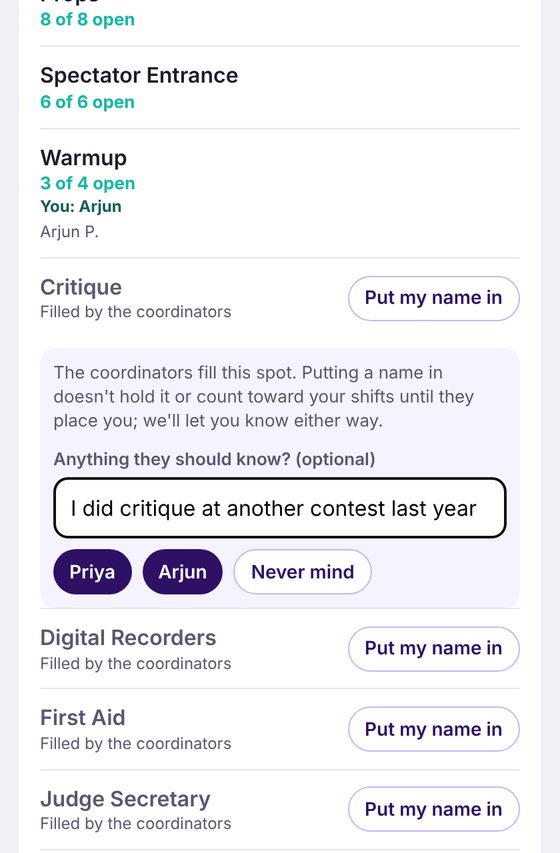 Props
8 of 8 open
Spectator Entrance
6 of 6 open
Warmup
3 of 4 open
You: Arjun
Arjun P.
Critique
Filled by the coordinators
Put my name in
The coordinators fill this spot. Putting a name in
doesn't hold it or count toward your shifts until they
place you; we'll let you know either way.
Anything they should know? (optional)
I did critique at another contest last year
Priya
Arjun
Never mind
Digital Recorders
Filled by the coordinators
Put my name in
First Aid
Filled by the coordinators
Put my name in
Judge Secretary
Filled by the coordinators
Put my name in